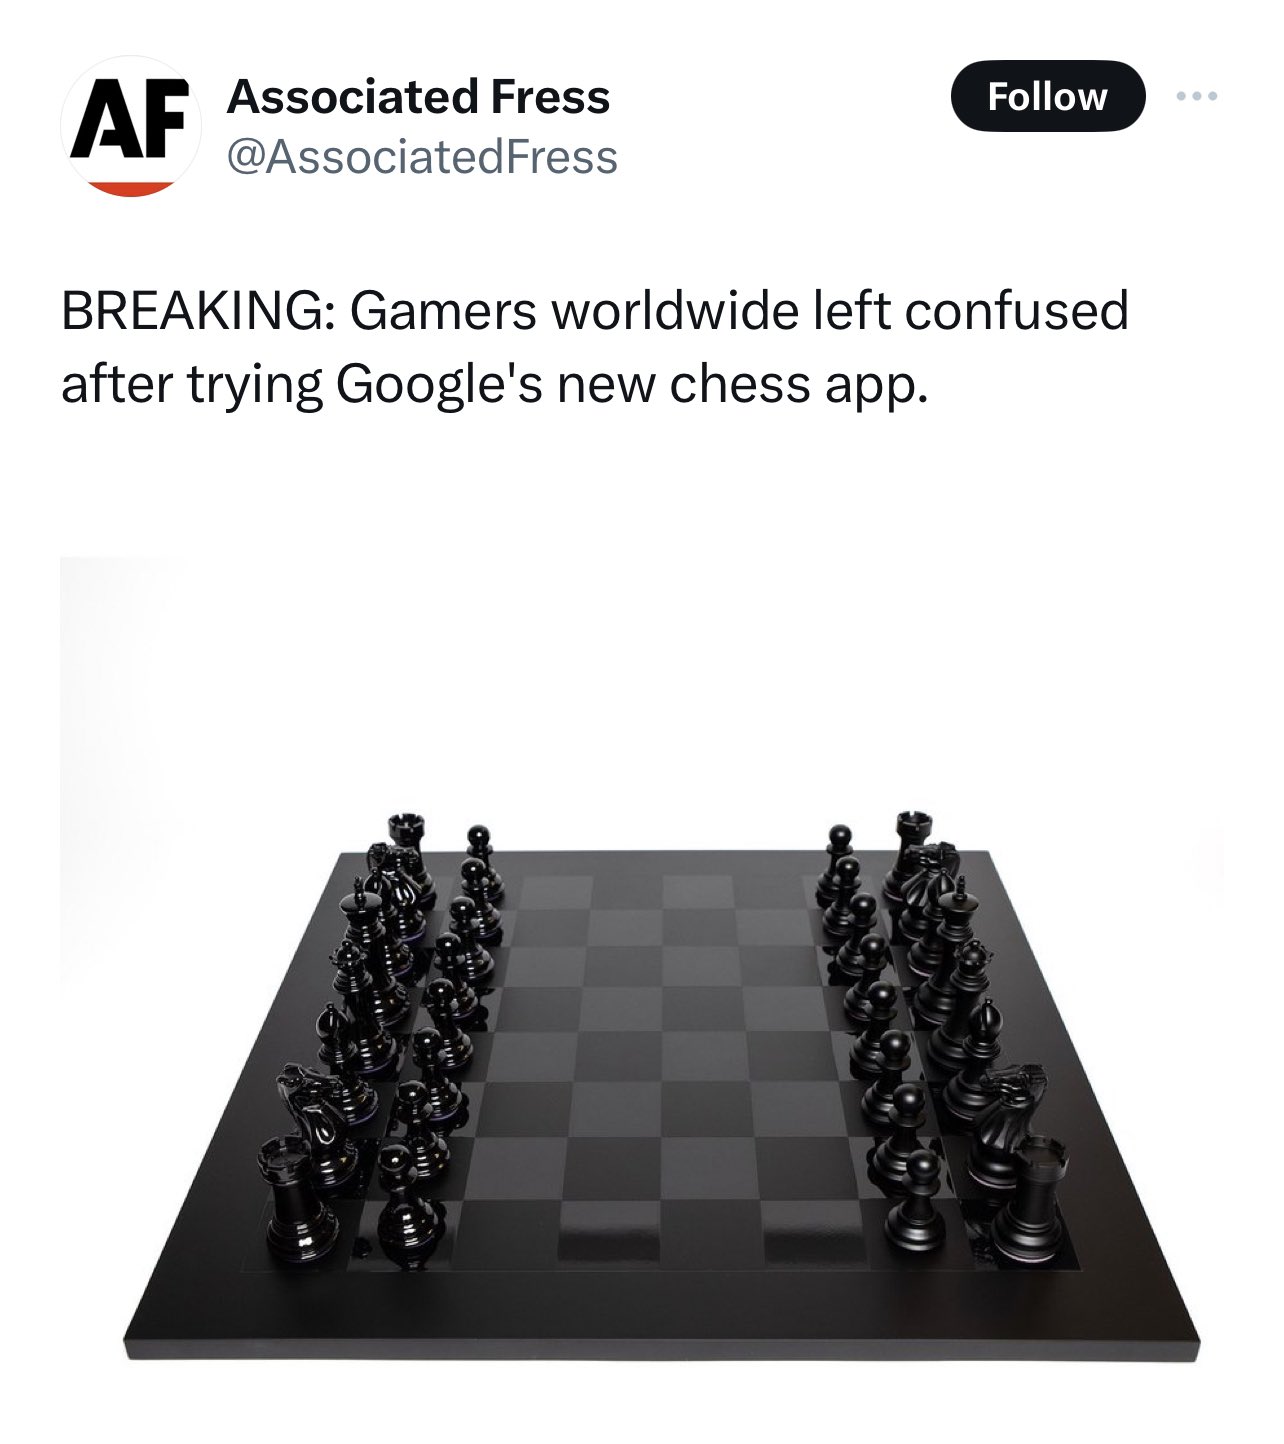 AF
Associated Fress
@AssociatedFress
Follow
BREAKING: Gamers worldwide left confused
after trying Google's new chess app.